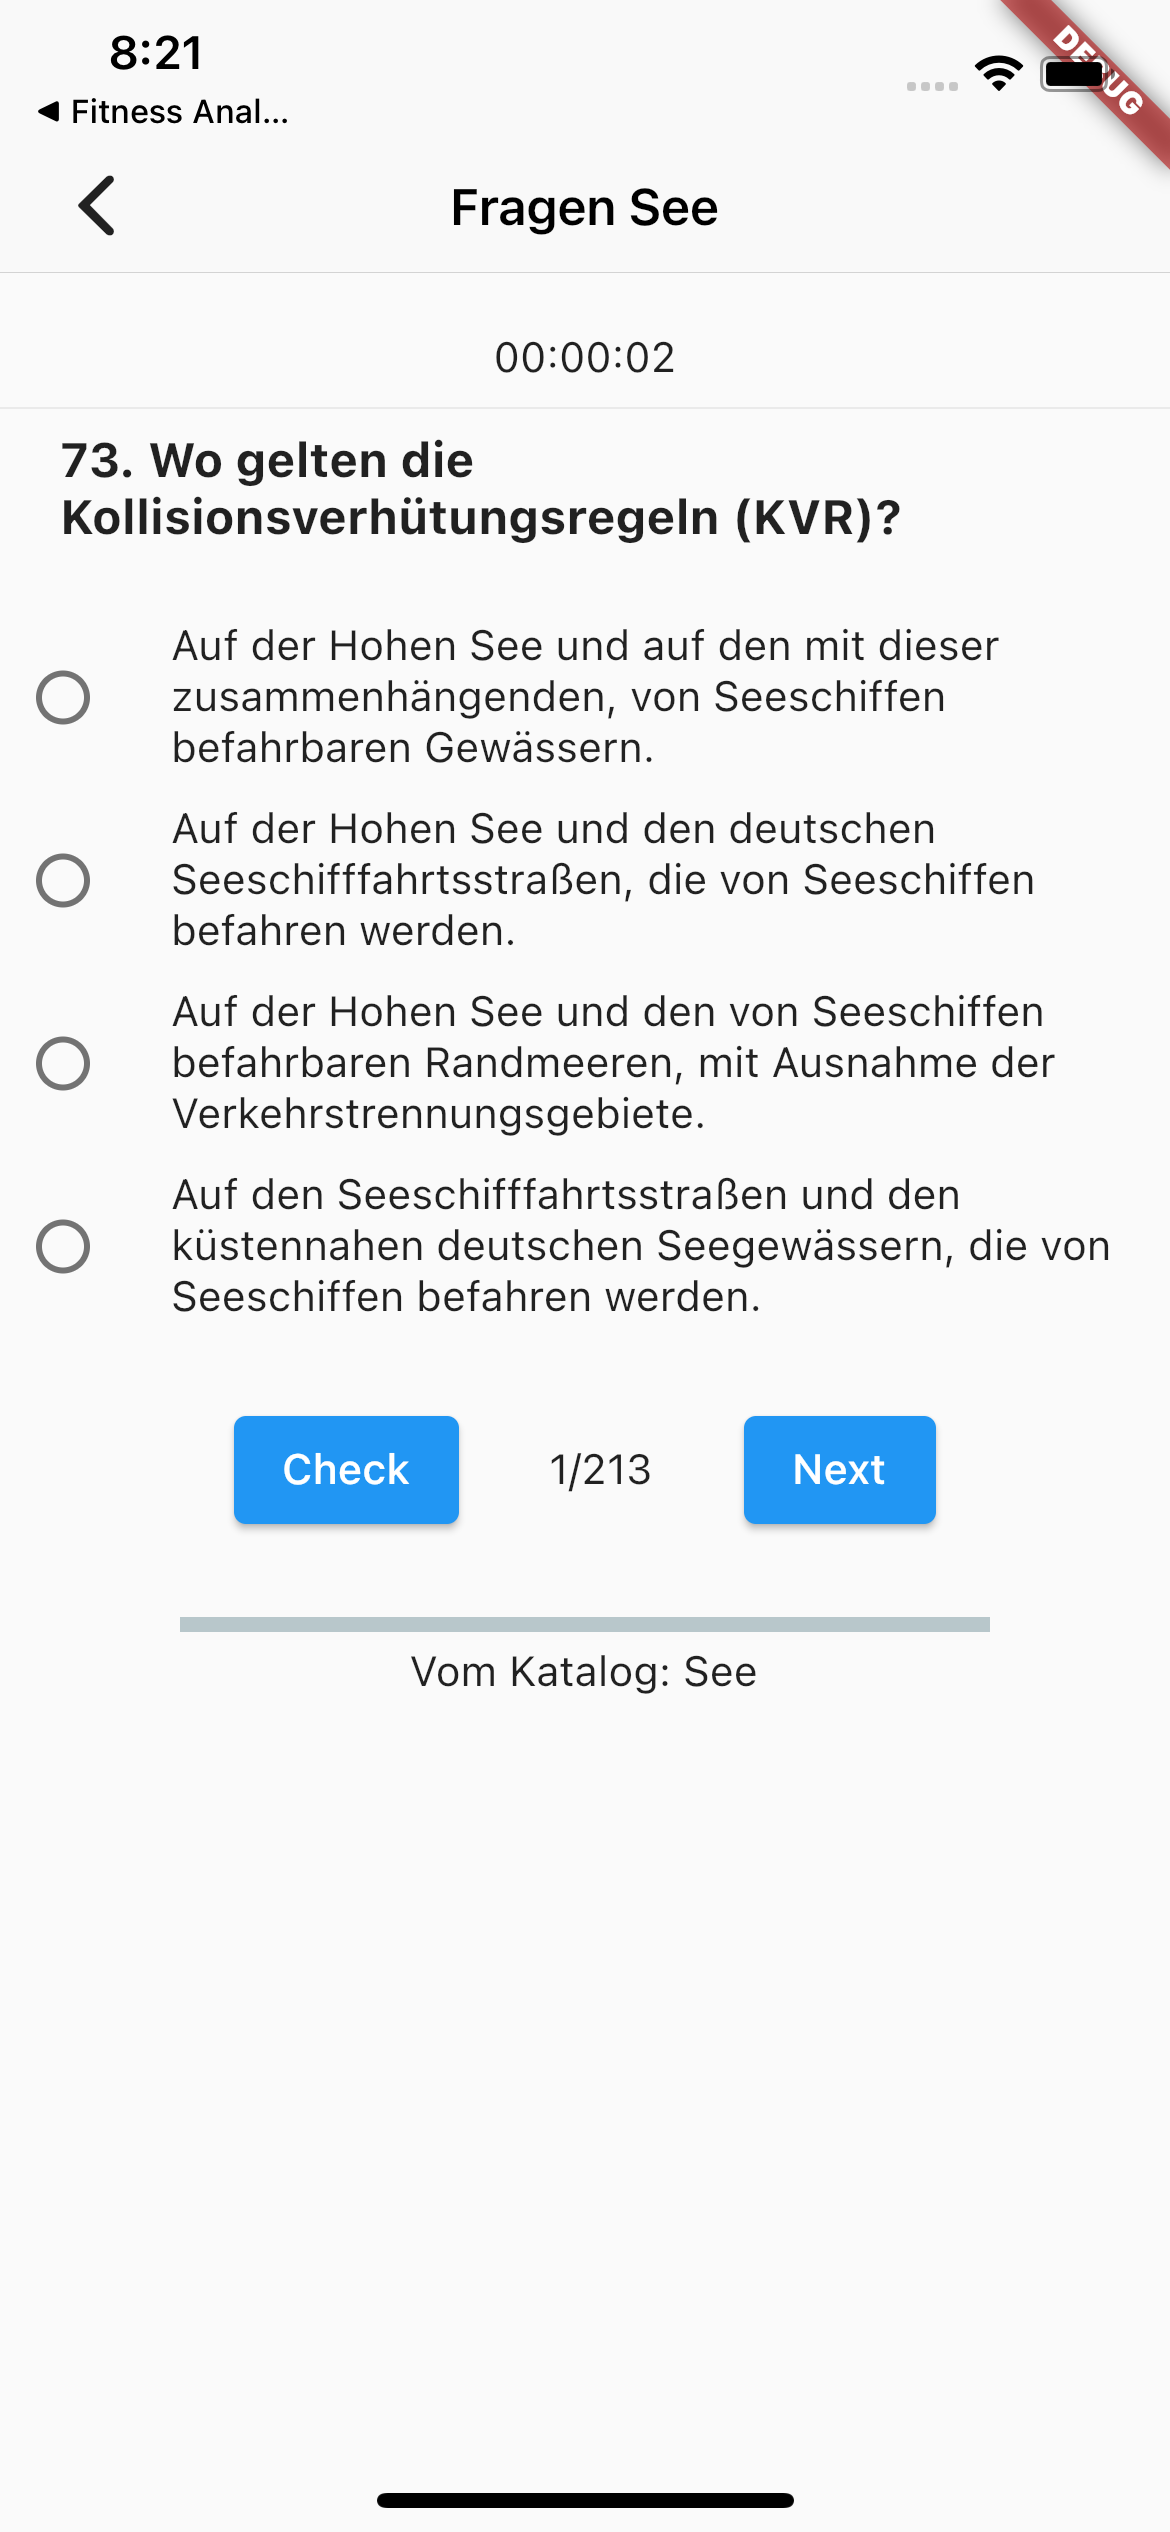 8:21
◀ Fitness Anal...
DEBUG
Fragen See
00:00:02
73. Wo gelten die
Kollisionsverhütungsregeln (KVR)?
Auf der Hohen See und auf den mit dieser
zusammenhängenden, von Seeschiffen
befahrbaren Gewässern.
Auf der Hohen See und den deutschen
Seeschifffahrtsstraßen, die von Seeschiffen
befahren werden.
Auf der Hohen See und den von Seeschiffen
befahrbaren Randmeeren, mit Ausnahme der
Verkehrstrennungsgebiete.
Auf den Seeschifffahrtsstraßen und den
küstennahen deutschen Seegewässern, die von
Seeschiffen befahren werden.
Check
1/213
Next
Vom Katalog: See